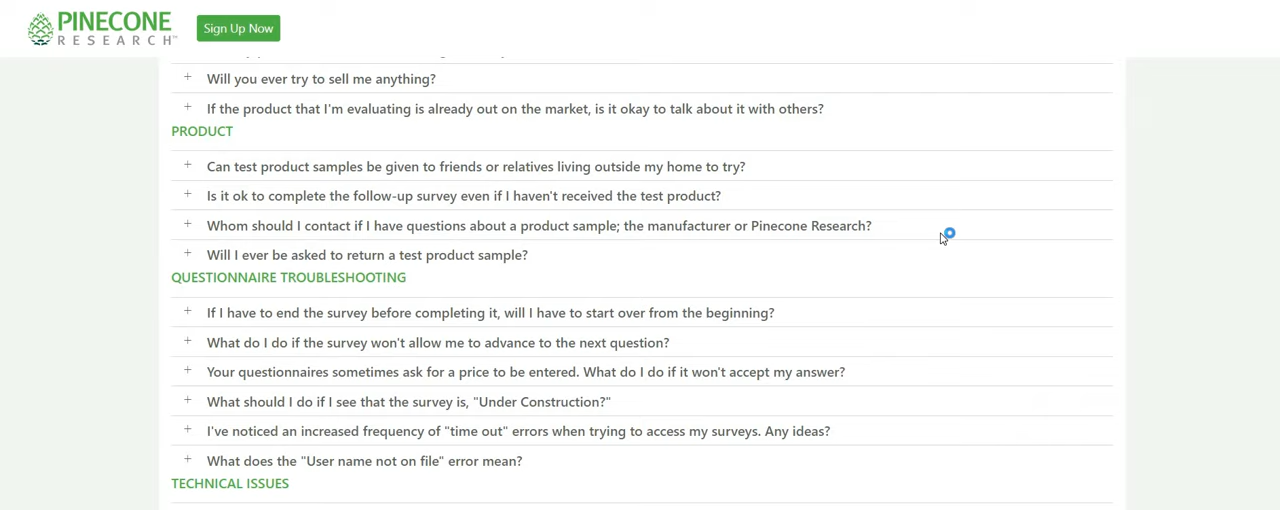 PINECONE
RESEARCH
Sign Up Now
Will you ever try to sell me anything?
If the product that I'm evaluating is already out on the market, is it okay to talk about it with others?
PRODUCT
Can test product samples be given to friends or relatives living outside my home to try?
Is it ok to complete the follow-up survey even if I haven't received the test product?
Whom should I contact if I have questions about a product sample; the manufacturer or Pinecone Research?
Will I ever be asked to return a test product sample?
QUESTIONNAIRE TROUBLESHOOTING
If I have to end the survey before completing it, will I have to start over from the beginning?
What do I do if the survey won't allow me to advance to the next question?
Your questionnaires sometimes ask for a price to be entered. What do I do if it won't accept my answer?
What should I do if I see that the survey is, "Under Construction?"
I've noticed an increased frequency of "time out" errors when trying to access my surveys. Any ideas?
What does the "User name not on file" error mean?
TECHNICAL ISSUES